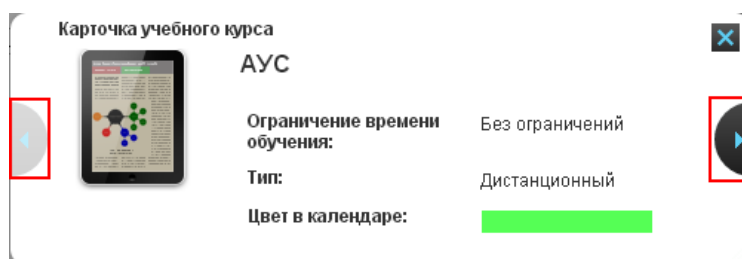 Карточка учебного курса
АУС
Ограничение времени обучения:
Без ограничений
Тип:
Дистанционный
Цвет в календаре: